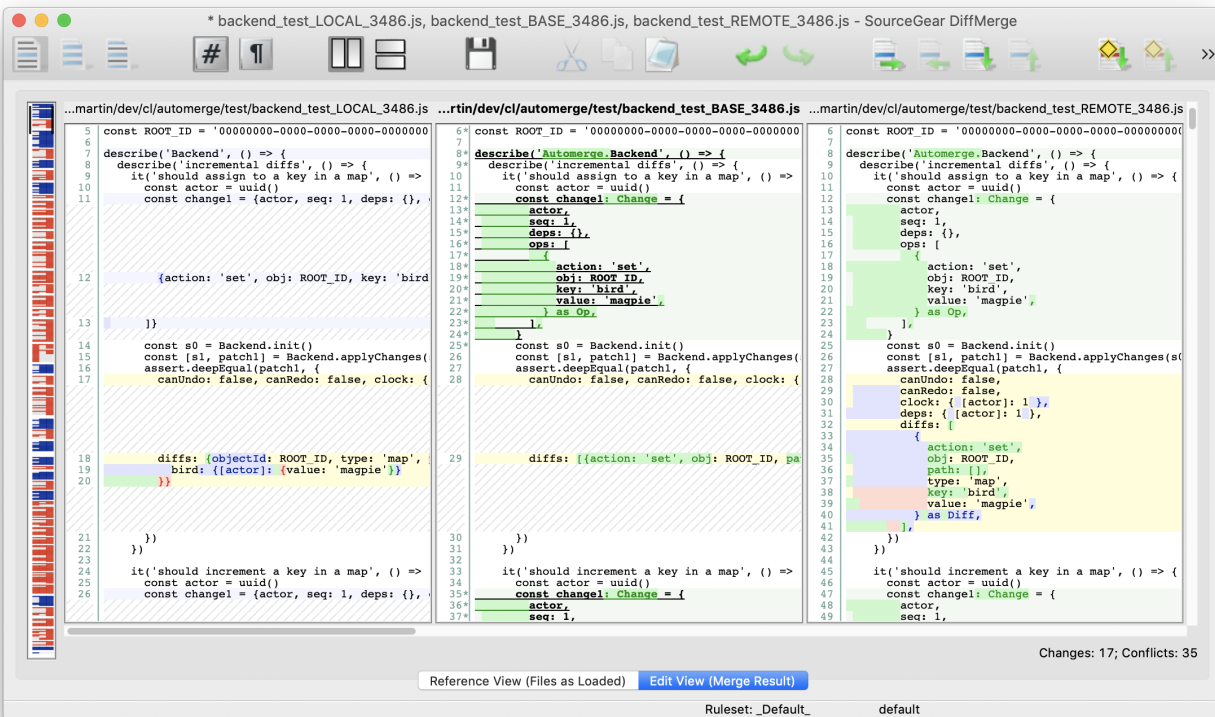 * backend_test_LOCAL_3486.js, backend_test_BASE_3486.js, backend_test_REMOTE_3486.js - SourceGear DiffMerge
#
¶
»
...martin/dev/cl/automerge/test/backend_test_LOCAL_3486.js
5 const ROOT_ID = '00000000-0000-0000-0000-0000000
6
7 describe('Backend', () => {
8   describe('incremental diffs', () => {
9     it('should assign to a key in a map', () =>
10       const actor = uuid()
11       const change1 = {actor, seq: 1, deps: {},
12         {action: 'set', obj: ROOT_ID, key: 'bird
13       ]}
14       const s0 = Backend.init()
15       const [s1, patch1] = Backend.applyChanges(
16       assert.deepEqual(patch1, {
17         canUndo: false, canRedo: false, clock: {
18         diffs: {objectId: ROOT_ID, type: 'map',
19           bird: {[actor]: {value: 'magpie'}}
20         }}
21       })
22     })
23
24     it('should increment a key in a map', () =>
25       const actor = uuid()
26       const change1 = {actor, seq: 1, deps: {},
...rtin/dev/cl/automerge/test/backend_test_BASE_3486.js
6* const ROOT_ID = '00000000-0000-0000-0000-0000000
7
8* describe('Automerge.Backend', () => {
9*   describe('incremental diffs', () => {
10     it('should assign to a key in a map', () =>
11       const actor = uuid()
12*       const change1: Change = {
13*         actor,
14*         seq: 1,
15*         deps: {},
16*         ops: [
17*           {
18*             action: 'set',
19*             obj: ROOT_ID,
20*             key: 'bird',
21*             value: 'magpie',
22*           } as Op,
23*         ],
24*       }
25*       const s0 = Backend.init()
26       const [s1, patch1] = Backend.applyChanges(
27       assert.deepEqual(patch1, {
28         canUndo: false, canRedo: false, clock: {
29         diffs: [{action: 'set', obj: ROOT_ID, pa
30       })
31     })
32
33     it('should increment a key in a map', () =>
34       const actor = uuid()
35*       const change1: Change = {
36*         actor,
37*         seq: 1,
...martin/dev/cl/automerge/test/backend_test_REMOTE_3486.js
6 const ROOT_ID = '00000000-0000-0000-0000-000000000
7
8 describe('Automerge.Backend', () => {
9   describe('incremental diffs', () => {
10     it('should assign to a key in a map', () => {
11       const actor = uuid()
12       const change1: Change = {
13         actor,
14         seq: 1,
15         deps: {},
16         ops: [
17           {
18             action: 'set',
19             obj: ROOT_ID,
20             key: 'bird',
21             value: 'magpie',
22           } as Op,
23         ],
24       }
25       const s0 = Backend.init()
26       const [s1, patch1] = Backend.applyChanges(s0
27       assert.deepEqual(patch1, {
28         canUndo: false,
29         canRedo: false,
30         clock: { [actor]: 1 },
31         deps: { [actor]: 1 },
32         diffs: [
33           {
34             action: 'set',
35             obj: ROOT_ID,
36             path: [],
37             type: 'map',
38             key: 'bird',
39             value: 'magpie',
40           } as Diff,
41         ],
42       })
43     })
44
45     it('should increment a key in a map', () => {
46       const actor = uuid()
47       const change1: Change = {
48         actor,
49         seq: 1,
Changes: 17; Conflicts: 35
Reference View (Files as Loaded)
Edit View (Merge Result)
Ruleset: _Default_
default